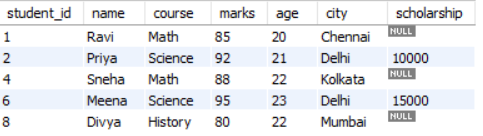 student_id name course marks age city scholarship
1 Ravi Math 85 20 Chennai NULL
2 Priya Science 92 21 Delhi 10000
4 Sneha Math 88 22 Kolkata NULL
6 Meena Science 95 23 Delhi 15000
8 Divya History 80 22 Mumbai NULL